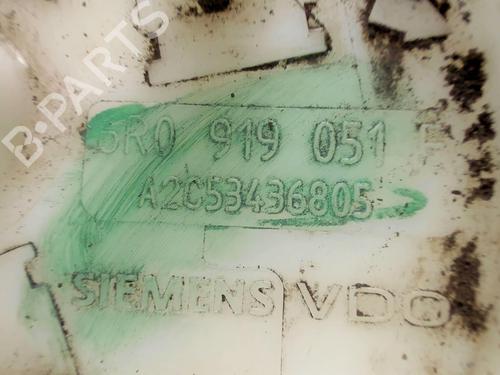 B-PARTS
6R0 919 051 F
A2C53436805
SIEMENS VDO